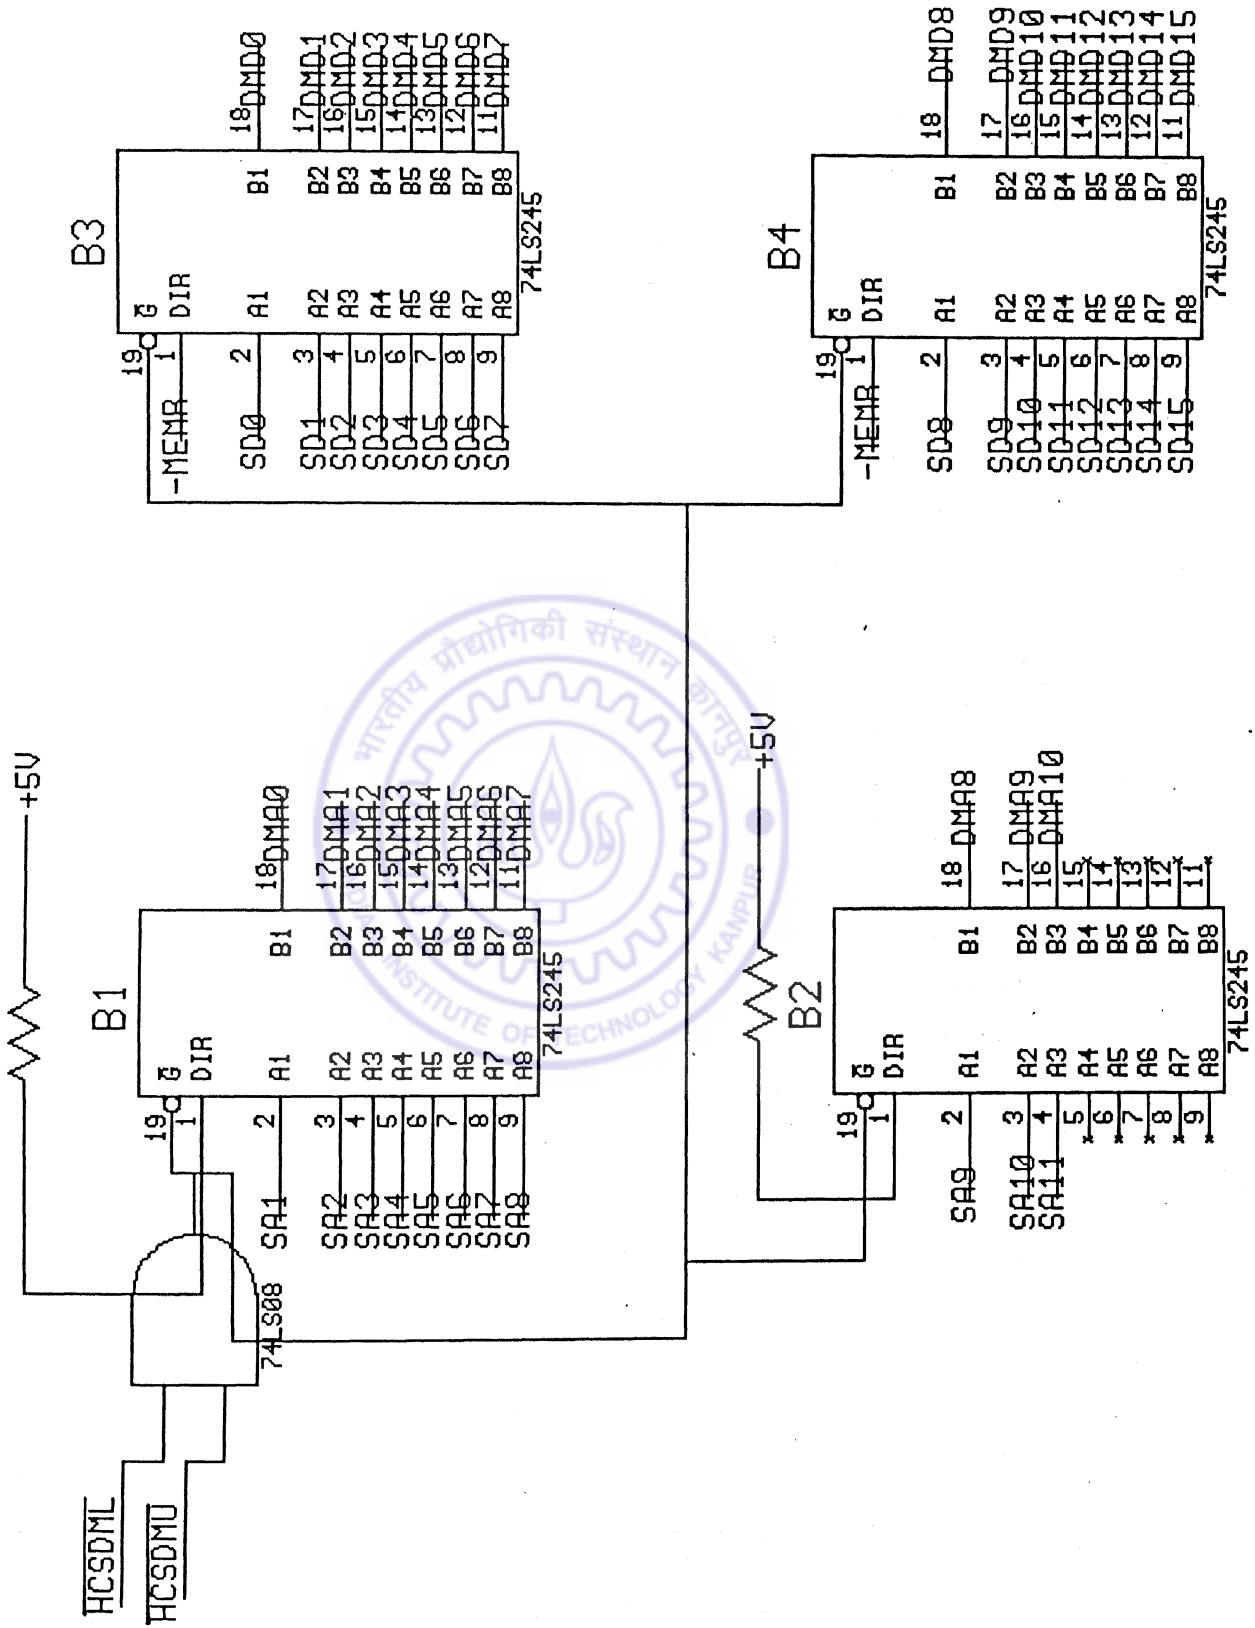 HCSDML
HCSDMU
74LS08
+5V
B1
19 G
1 DIR
SA1 2 A1 B1 18 DMA0
SA2 3 A2 B2 17 DMA1
SA3 4 A3 B3 16 DMA2
SA4 5 A4 B4 15 DMA3
SA5 6 A5 B5 14 DMA4
SA6 7 A6 B6 13 DMA5
SA7 8 A7 B7 12 DMA6
SA8 9 A8 B8 11 DMA7
74LS245
B3
19 G
-MEMR 1 DIR
SD0 2 A1 B1 18 DMD0
SD1 3 A2 B2 17 DMD1
SD2 4 A3 B3 16 DMD2
SD3 5 A4 B4 15 DMD3
SD4 6 A5 B5 14 DMD4
SD5 7 A6 B6 13 DMD5
SD6 8 A7 B7 12 DMD6
SD7 9 A8 B8 11 DMD7
74LS245
+5V
B2
19 G
1 DIR
SA9 2 A1 B1 18 DMA8
SA10 3 A2 B2 17 DMA9
SA11 4 A3 B3 16 DMA10
5 A4 B4 15
6 A5 B5 14
7 A6 B6 13
8 A7 B7 12
9 A8 B8 11
74LS245
B4
19 G
-MEMR 1 DIR
SD8 2 A1 B1 18 DMD8
SD9 3 A2 B2 17 DMD9
SD10 4 A3 B3 16 DMD10
SD11 5 A4 B4 15 DMD11
SD12 6 A5 B5 14 DMD12
SD13 7 A6 B6 13 DMD13
SD14 8 A7 B7 12 DMD14
SD15 9 A8 B8 11 DMD15
74LS245
भारतीय प्रौद्योगिकी संस्थान कानपुर
INSTITUTE OF TECHNOLOGY KANPUR